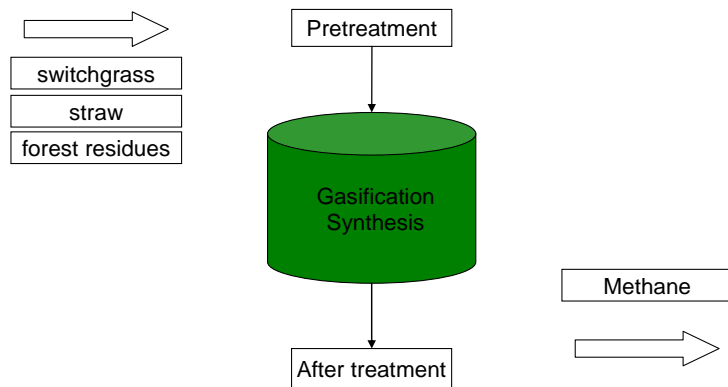 Pretreatment
switchgrass
straw
forest residues
Gasification
Synthesis
Methane
After treatment